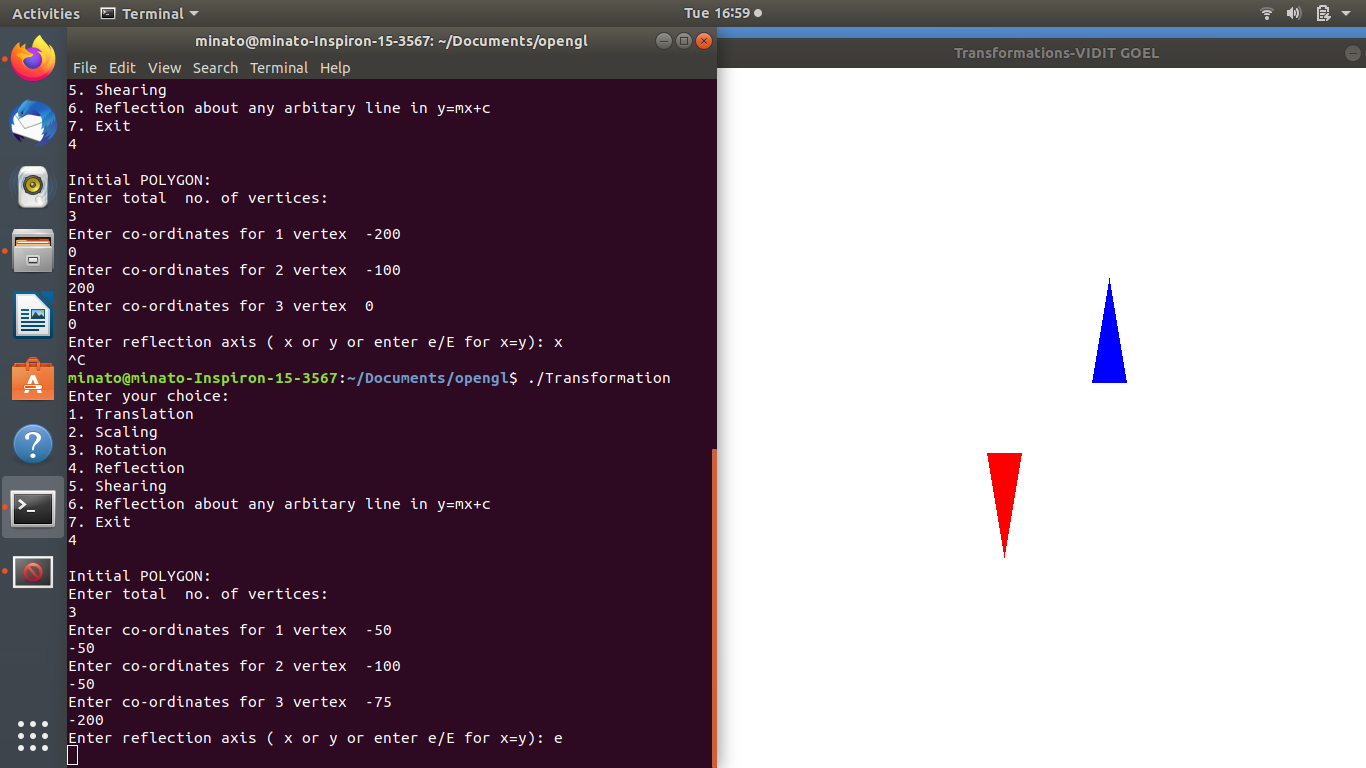 Activities Terminal Tue 16:59
minato@minato-Inspiron-15-3567: ~/Documents/opengl
Transformations-VIDIT GOEL
File Edit View Search Terminal Help
5. Shearing
6. Reflection about any arbitary line in y=mx+c
7. Exit
4
Initial POLYGON:
Enter total  no. of vertices:
3
Enter co-ordinates for 1 vertex  -200
0
Enter co-ordinates for 2 vertex  -100
200
Enter co-ordinates for 3 vertex  0
0
Enter reflection axis ( x or y or enter e/E for x=y): x
^C
minato@minato-Inspiron-15-3567:~/Documents/opengl$ ./Transformation
Enter your choice:
1. Translation
2. Scaling
3. Rotation
4. Reflection
5. Shearing
6. Reflection about any arbitary line in y=mx+c
7. Exit
4
Initial POLYGON:
Enter total  no. of vertices:
3
Enter co-ordinates for 1 vertex  -50
-50
Enter co-ordinates for 2 vertex  -100
-50
Enter co-ordinates for 3 vertex  -75
-200
Enter reflection axis ( x or y or enter e/E for x=y): e